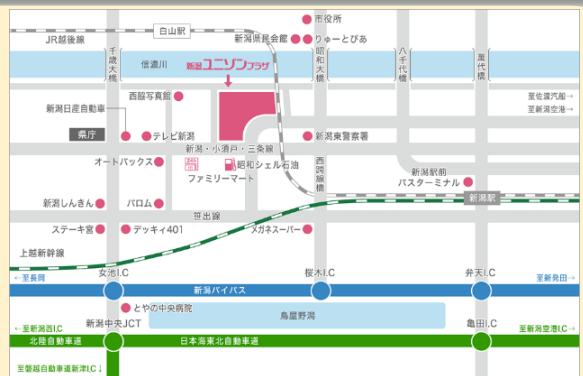 市役所
白山駅
JR越後線
新潟県民会館
りゅーとぴあ
千歳大橋
昭和大橋
八千代橋
萬代橋
信濃川
新潟ユニゾンプラザ
西脇写真館
←至佐渡汽船→
新潟日産自動車
至新潟空港→
県庁
テレビ新潟
新潟東警察署
新潟・小須戸・三条線
オートパックス
昭和シェル石油
ファミリーマート
西跨線橋
新潟駅前
バスターミナル
新潟駅
新潟しんきん
パロム
笹出線
ステーキ宮
デッキィ401
メガネスーパー
上越新幹線
女池I.C
桜木I.C
弁天I.C
←至長岡
新潟バイパス
至新発田→
とやの中央病院
鳥屋野潟
新潟中央JCT
亀田I.C
←至新潟西I.C
至新潟空港I.C→
北陸自動車道
日本海東北自動車道
至磐越自動車道新津I.C↓